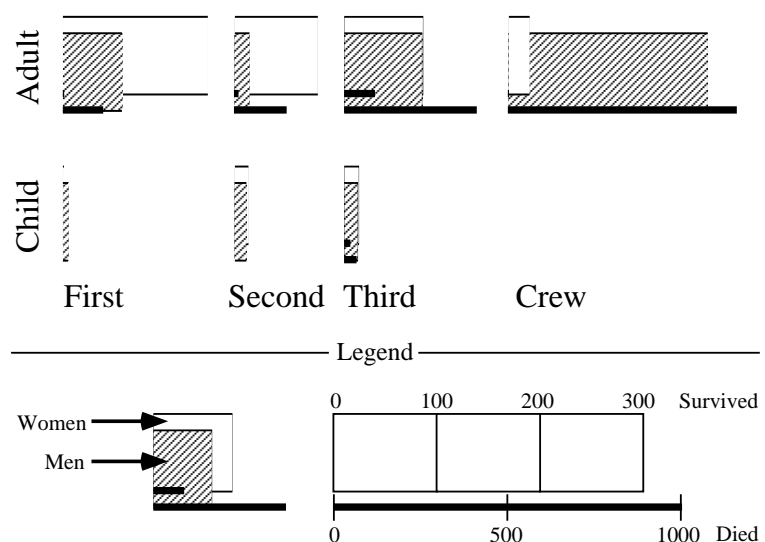 Adult
Child
First Second Third Crew
Legend
0 100 200 300 Survived
Women
Men
0 500 1000 Died